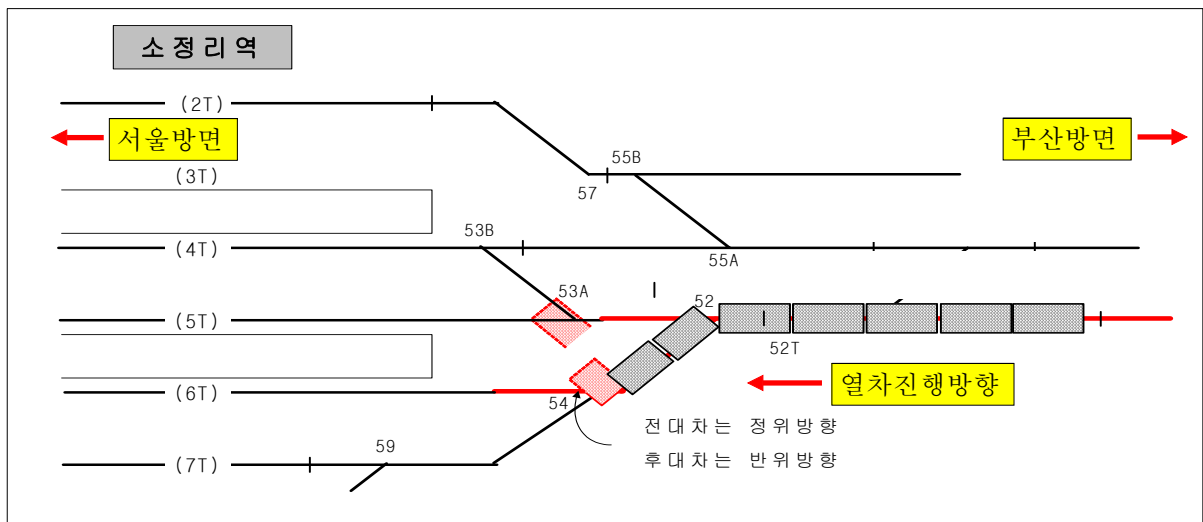 소정리역
(2T)
서울방면
부산방면
55B
(3T)
57
53B
(4T)
55A
53A
52
(5T)
52T
열차진행방향
(6T)
54
전대차는 정위방향
59
후대차는 반위방향
(7T)